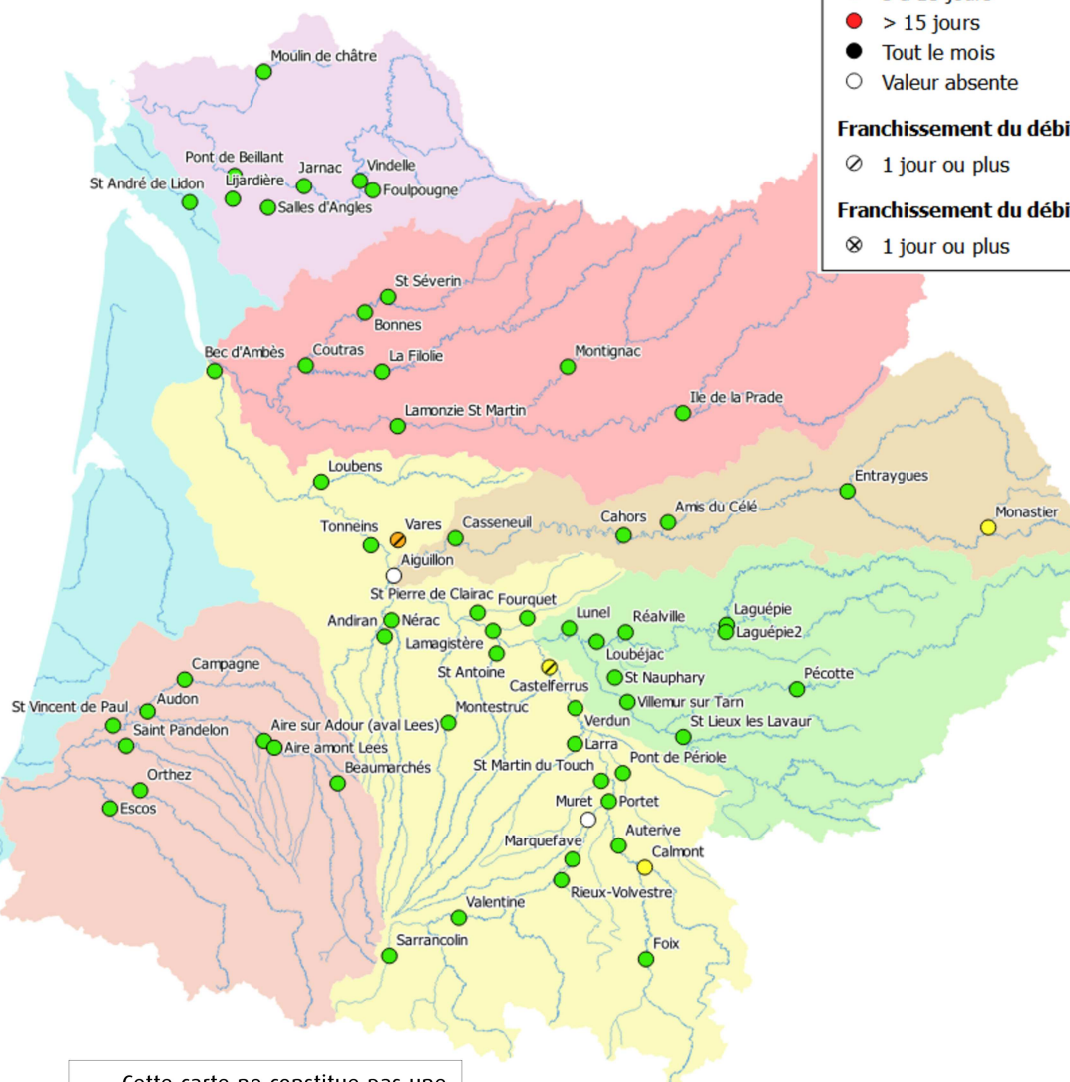 > 15 jours
Tout le mois
Valeur absente
Franchissement du débi
1 jour ou plus
Franchissement du débi
1 jour ou plus
Moulin de châtre
Pont de Beillant
Jarnac
Vindelle
St André de Lidon
Lijardière
Foulpougne
Salles d'Angles
St Séverin
Bonnes
Bec d'Ambès
Coutras
La Filolie
Montignac
Ile de la Prade
Lamonzie St Martin
Loubens
Entraygues
Tonneins
Vares
Casseneuil
Cahors
Amis du Célé
Monastier
Aiguillon
St Pierre de Clairac
Fourquet
Andiran
Nérac
Lamagistère
Lunel
Réalville
Laguépie
Laguépie2
Loubéjac
St Antoine
Castelferrus
St Nauphary
Pécotte
Campagne
Villemur sur Tarn
St Vincent de Paul
Audon
Montestruc
Verdun
St Lieux les Lavaur
Saint Pandelon
Aire sur Adour (aval Lees)
Aire amont Lees
Larra
Beaumarchés
St Martin du Touch
Pont de Périole
Orthez
Escos
Muret
Portet
Marquefave
Auterive
Calmont
Rieux-Volvestre
Valentine
Sarrancolin
Foix
Cette carte ne constitue pas une